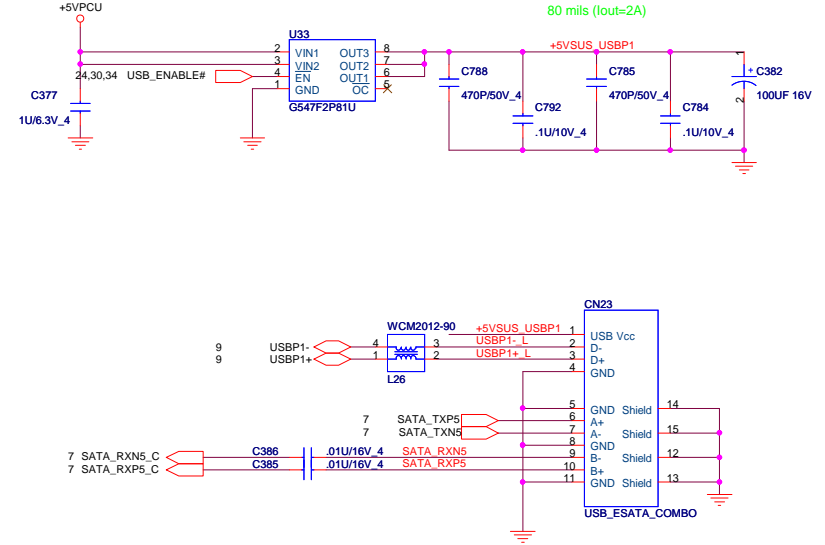 +5VPCU
80 mils (Iout=2A)
U33
2 VIN1 OUT3 8
3 VIN2 OUT2 7
24,30,34 USB_ENABLE# 4 EN OUT1 6
1 GND OC 5
G547F2P81U
C377
1U/6.3V_4
+5VSUS_USBP1
C788
470P/50V_4
C792
.1U/10V_4
C785
470P/50V_4
C784
.1U/10V_4
1
+ C382
2
100UF 16V
CN23
WCM2012-90
+5VSUS_USBP1 1 USB Vcc
9 USBP1- 4 3 USBP1-_L 2 D-
9 USBP1+ 1 2 USBP1+_L 3 D+
4 GND
L26
5 GND Shield 14
7 SATA_TXP5 6 A+
7 SATA_TXN5 7 A- Shield 15
8 GND
7 SATA_RXN5_C C386 .01U/16V_4 SATA_RXN5 9 B- Shield 12
7 SATA_RXP5_C C385 .01U/16V_4 SATA_RXP5 10 B+
11 GND Shield 13
USB_ESATA_COMBO